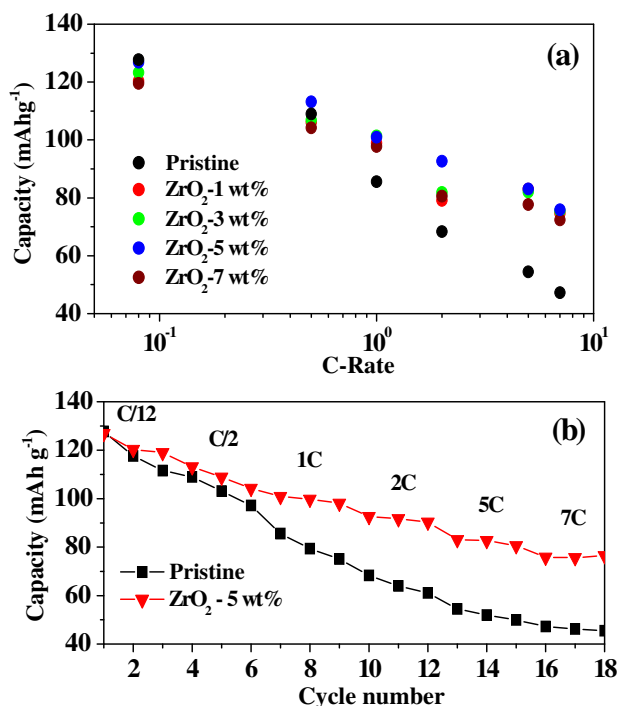 140
120
100
80
60
40
Capacity (mAhg⁻¹)
(a)
Pristine
ZrO₂-1 wt%
ZrO₂-3 wt%
ZrO₂-5 wt%
ZrO₂-7 wt%
10⁻¹
10⁰
10¹
C-Rate
140
120
100
80
60
40
Capacity (mAh g⁻¹)
(b)
C/12
C/2
1C
2C
5C
7C
Pristine
ZrO₂ - 5 wt%
2 4 6 8 10 12 14 16 18
Cycle number